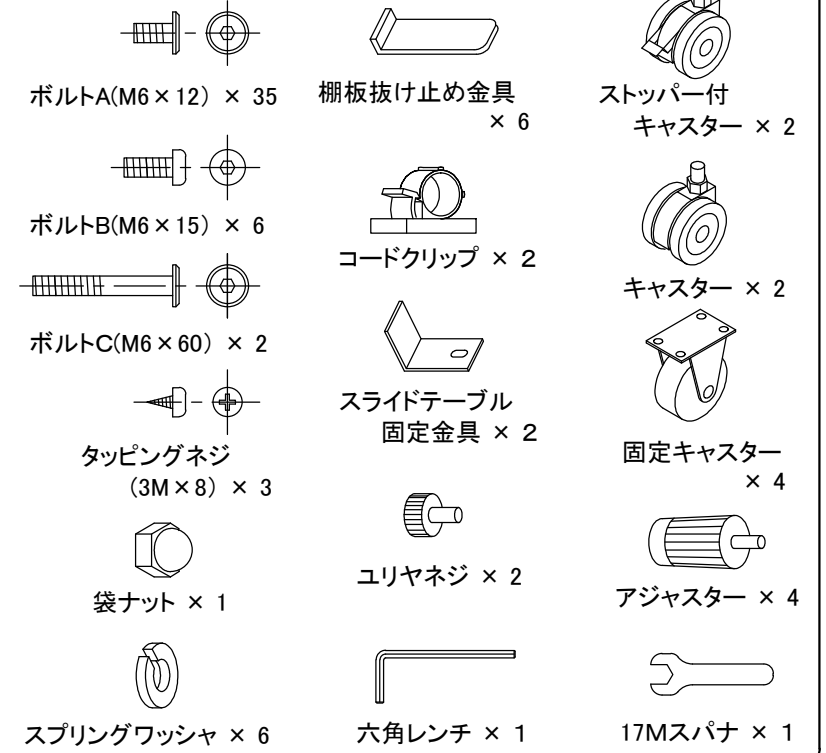 ボルトA(M6×12) × 35
ボルトB(M6×15) × 6
ボルトC(M6×60) × 2
タッピングネジ
(3M×8) × 3
袋ナット × 1
スプリングワッシャ × 6
棚板抜け止め金具
× 6
コードクリップ × 2
スライドテーブル
固定金具 × 2
ユリヤネジ × 2
六角レンチ × 1
ストッパー付
キャスター × 2
キャスター × 2
固定キャスター
× 4
アジャスター × 4
17Mスパナ × 1